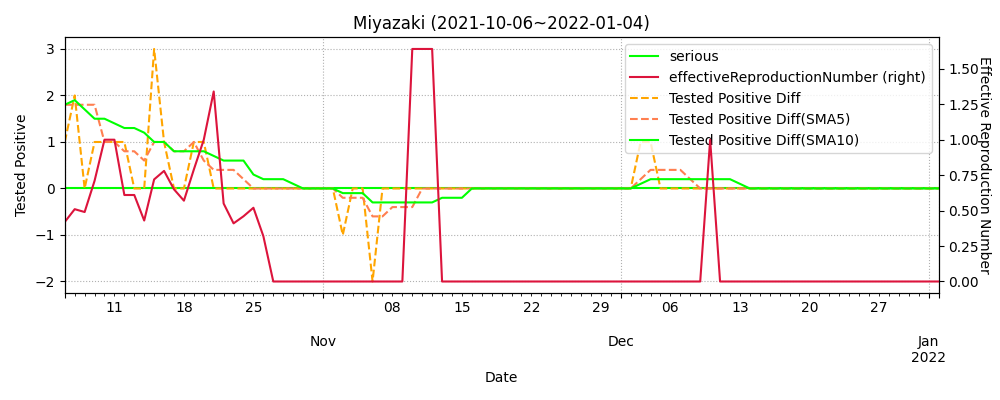 Miyazaki (2021-10-06~2022-01-04)
serious
effectiveReproductionNumber (right)
Tested Positive Diff
Tested Positive Diff(SMA5)
Tested Positive Diff(SMA10)
Tested Positive
3
2
1
0
−1
−2
1.50
1.25
1.00
0.75
0.50
0.25
0.00
Effective Reproduction Number
11 18 25 08 15 22 29 06 13 20 27
Nov Dec Jan
2022
Date